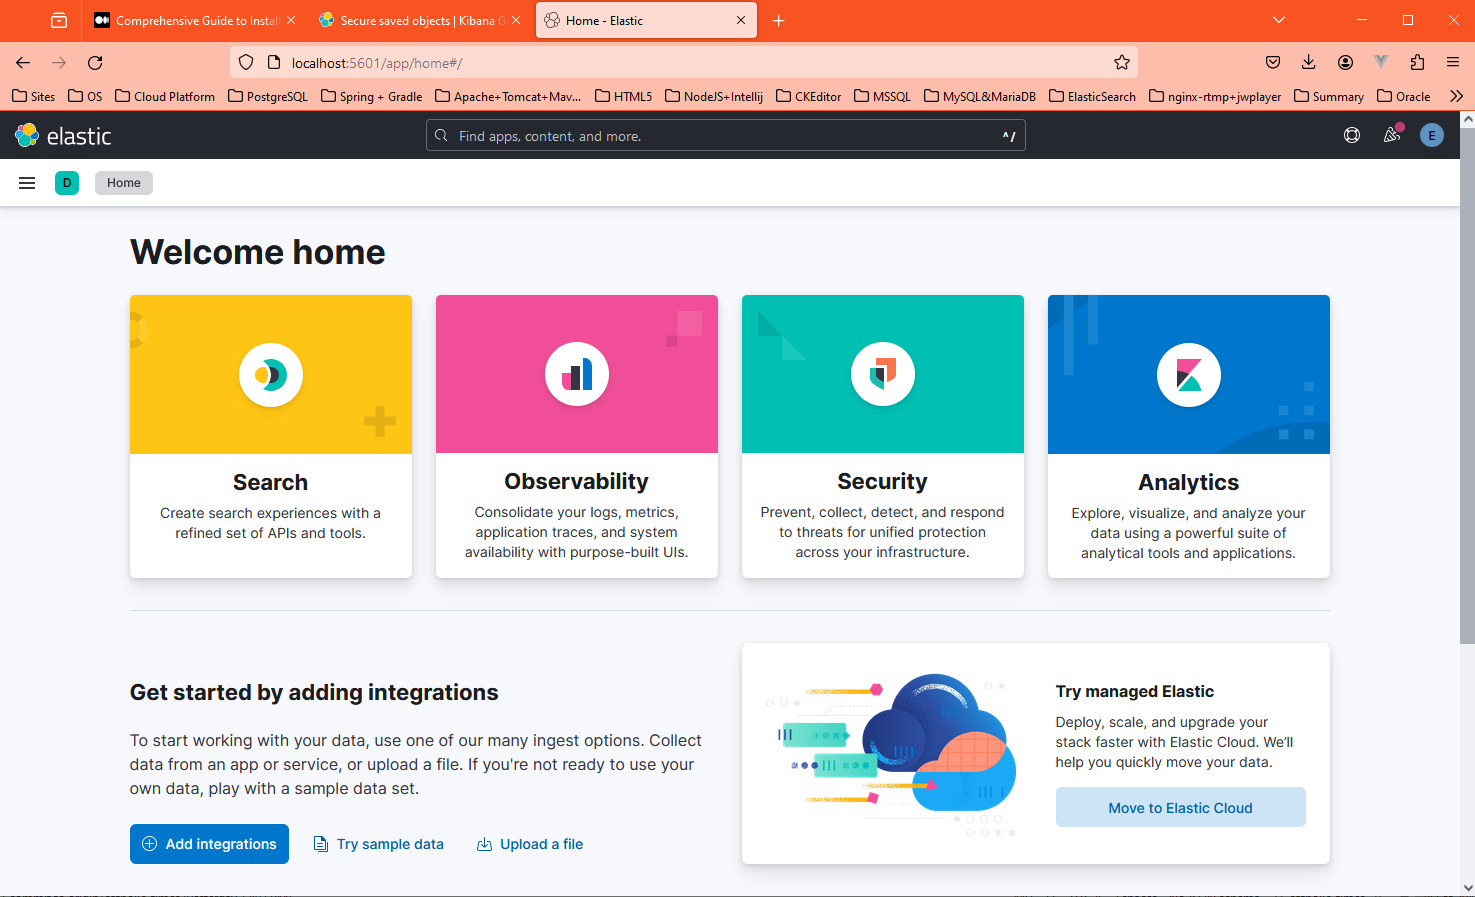 Comprehensive Guide to Install
Secure saved objects | Kibana G
Home - Elastic
localhost:5601/app/home#/
Sites
OS
Cloud Platform
PostgreSQL
Spring + Gradle
Apache+Tomcat+Mav...
HTML5
NodeJS+Intellij
CKEditor
MSSQL
MySQL&MariaDB
ElasticSearch
nginx-rtmp+jwplayer
Summary
Oracle
elastic
Find apps, content, and more.
^/
E
D
Home
Welcome home
Search
Create search experiences with a
refined set of APIs and tools.
Observability
Consolidate your logs, metrics,
application traces, and system
availability with purpose-built UIs.
Security
Prevent, collect, detect, and respond
to threats for unified protection
across your infrastructure.
Analytics
Explore, visualize, and analyze your
data using a powerful suite of
analytical tools and applications.
Get started by adding integrations
To start working with your data, use one of our many ingest options. Collect
data from an app or service, or upload a file. If you're not ready to use your
own data, play with a sample data set.
Add integrations
Try sample data
Upload a file
Try managed Elastic
Deploy, scale, and upgrade your
stack faster with Elastic Cloud. We'll
help you quickly move your data.
Move to Elastic Cloud